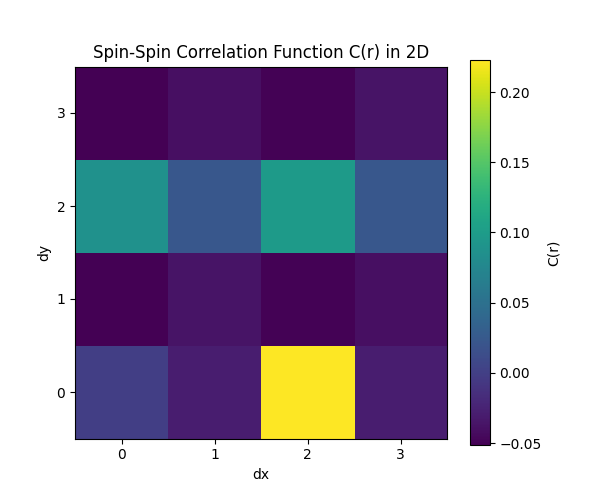 Spin-Spin Correlation Function C(r) in 2D
3
2
1
0
dy
0 1 2 3
dx
0.20
0.15
0.10
0.05
0.00
−0.05
C(r)